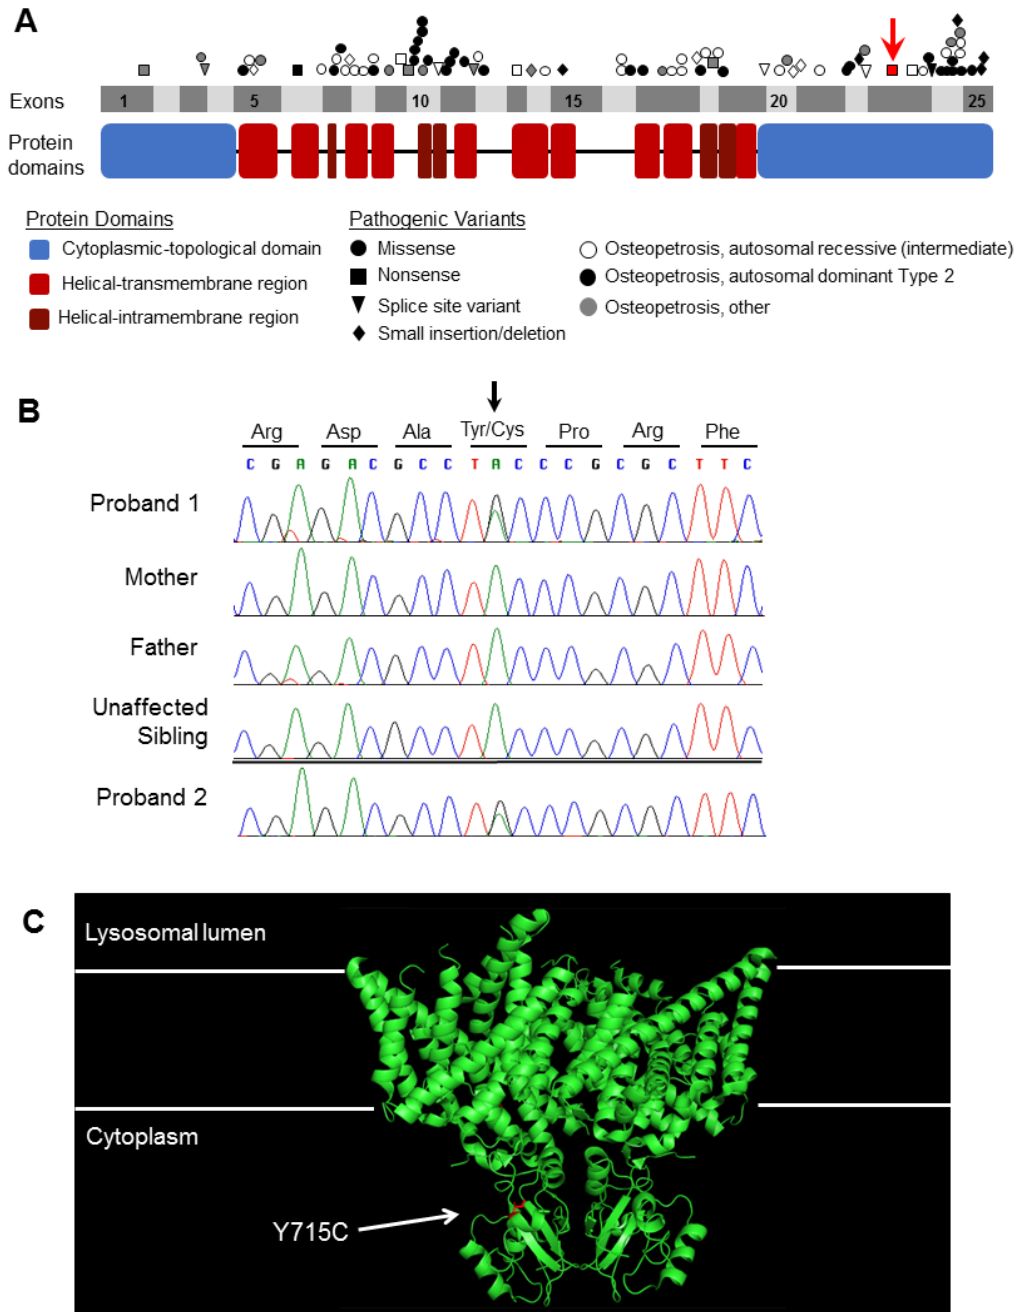 A
Exons 1 5 10 15 20 25
Protein
domains
Protein Domains
Cytoplasmic-topological domain
Helical-transmembrane region
Helical-intramembrane region
Pathogenic Variants
Missense
Nonsense
Splice site variant
Small insertion/deletion
Osteopetrosis, autosomal recessive (intermediate)
Osteopetrosis, autosomal dominant Type 2
Osteopetrosis, other
B
Arg Asp Ala Tyr/Cys Pro Arg Phe
C G A G A C G C C T A C C C G C G C T T C
Proband 1
Mother
Father
Unaffected
Sibling
Proband 2
C
Lysosomal lumen
Cytoplasm
Y715C